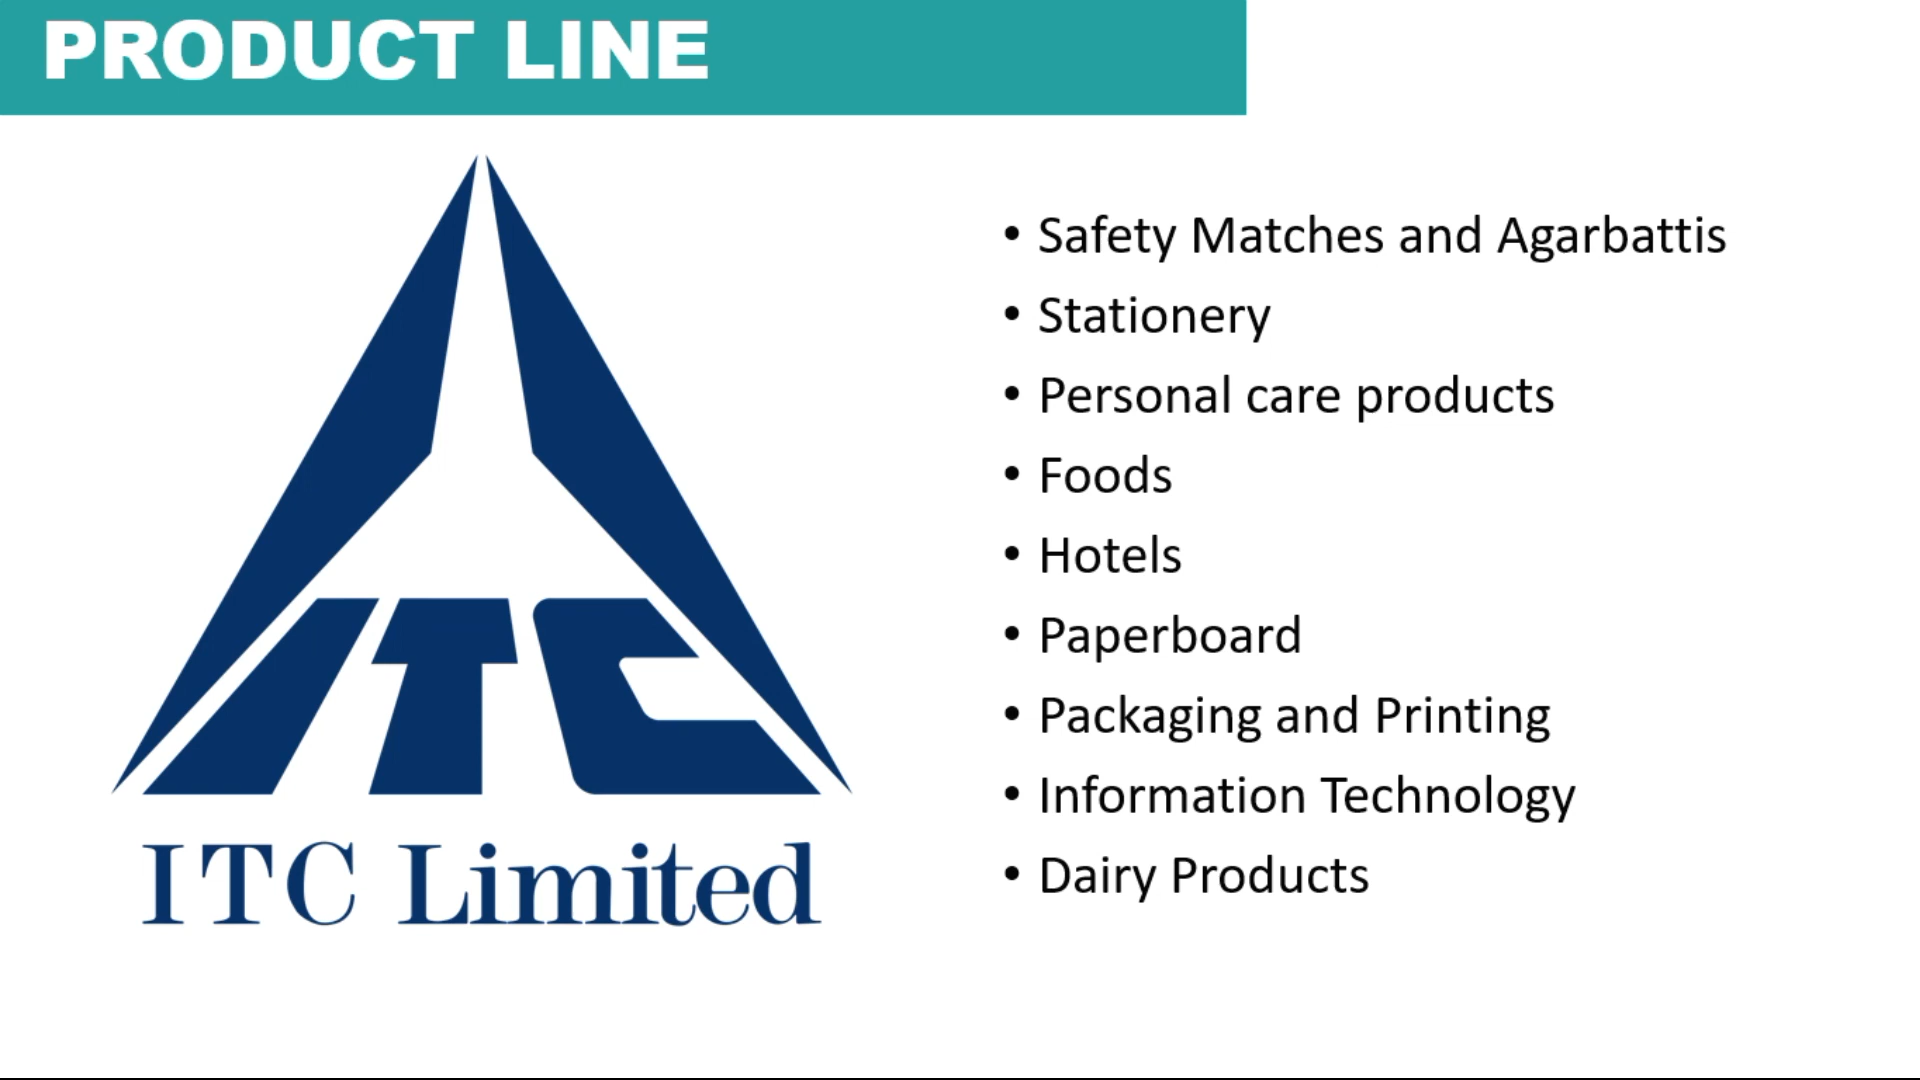 PRODUCT LINE
ITC
ITC Limited
• Safety Matches and Agarbattis
• Stationery
• Personal care products
• Foods
• Hotels
• Paperboard
• Packaging and Printing
• Information Technology
• Dairy Products